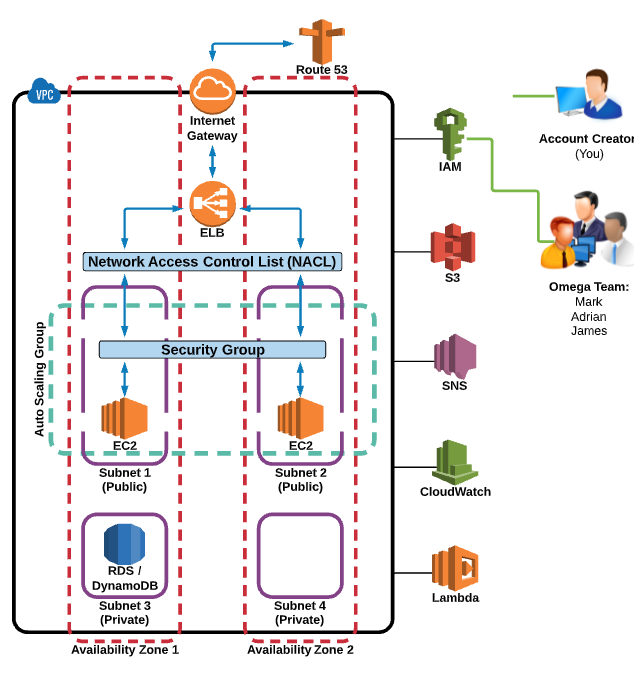 Route 53
VPC
Internet
Gateway
IAM
Account Creator
(You)
ELB
Network Access Control List (NACL)
S3
Omega Team:
Mark
Adrian
James
Auto Scaling Group
Security Group
SNS
EC2
EC2
Subnet 1
(Public)
Subnet 2
(Public)
CloudWatch
RDS /
DynamoDB
Subnet 3
(Private)
Subnet 4
(Private)
Lambda
Availability Zone 1
Availability Zone 2